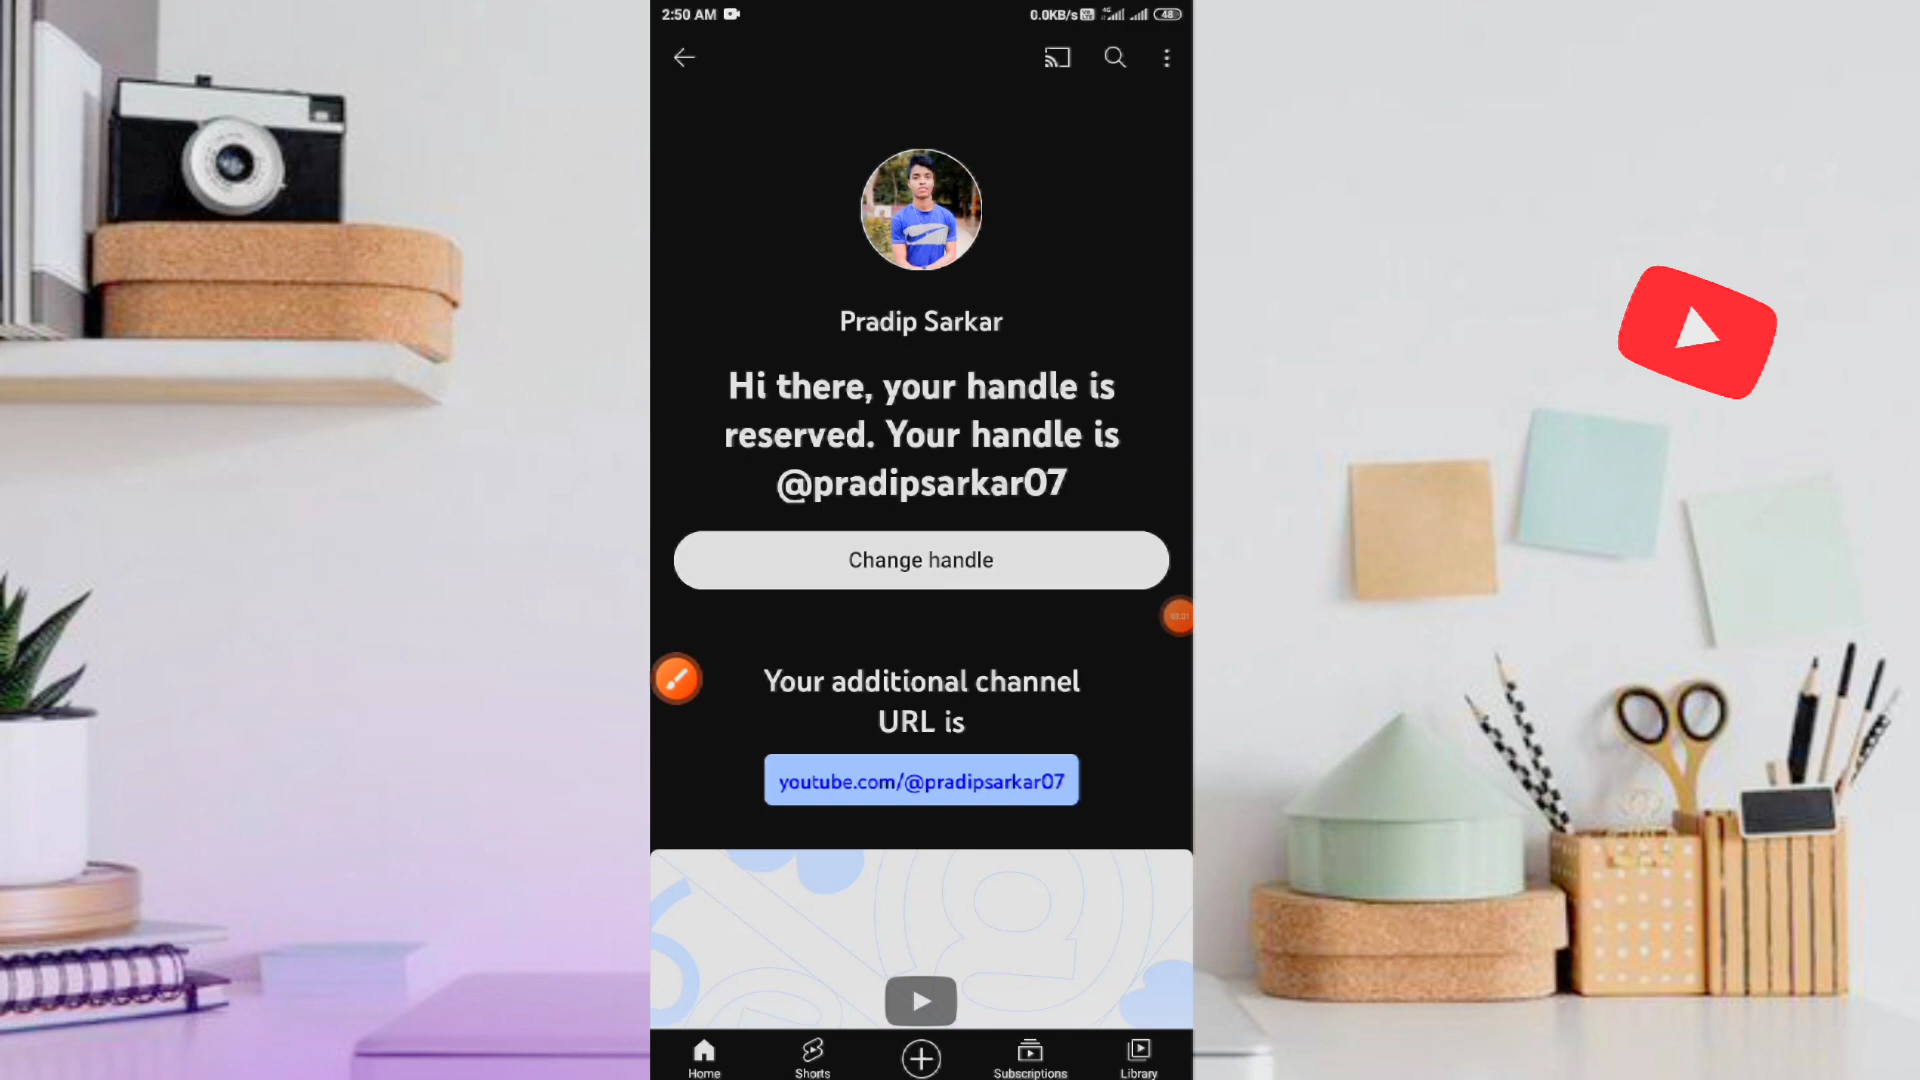 2:50 AM
0.0KB/s
4G
48
Pradip Sarkar
Hi there, your handle is
reserved. Your handle is
@pradipsarkar07
Change handle
Your additional channel
URL is
youtube.com/@pradipsarkar07
Home
Shorts
Subscriptions
Library